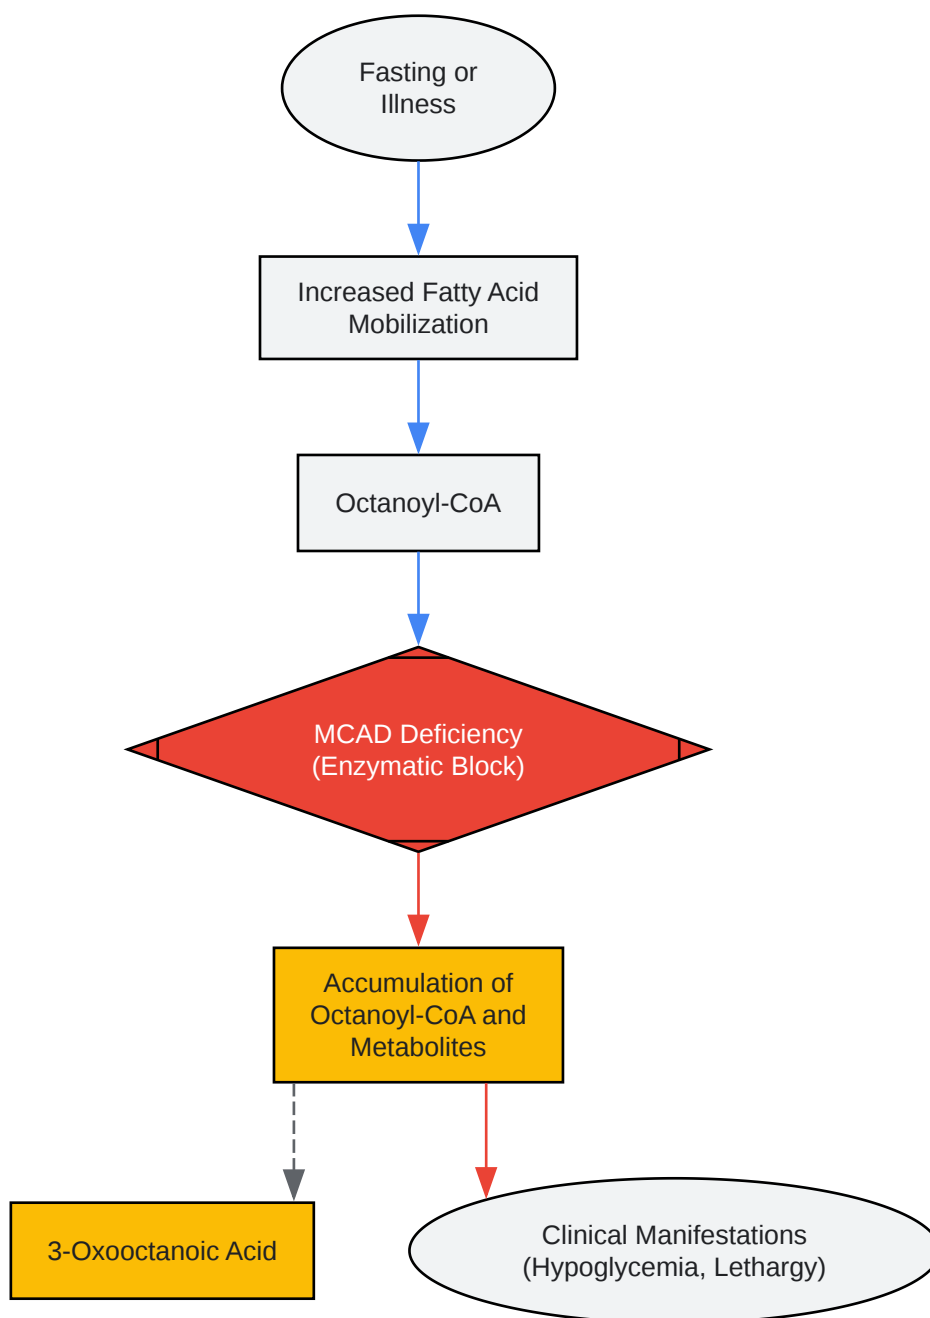 Fasting or
Illness
Increased Fatty Acid
Mobilization
Octanoyl-CoA
MCAD Deficiency
(Enzymatic Block)
Accumulation of
Octanoyl-CoA and
Metabolites
3-Oxooctanoic Acid
Clinical Manifestations
(Hypoglycemia, Lethargy)